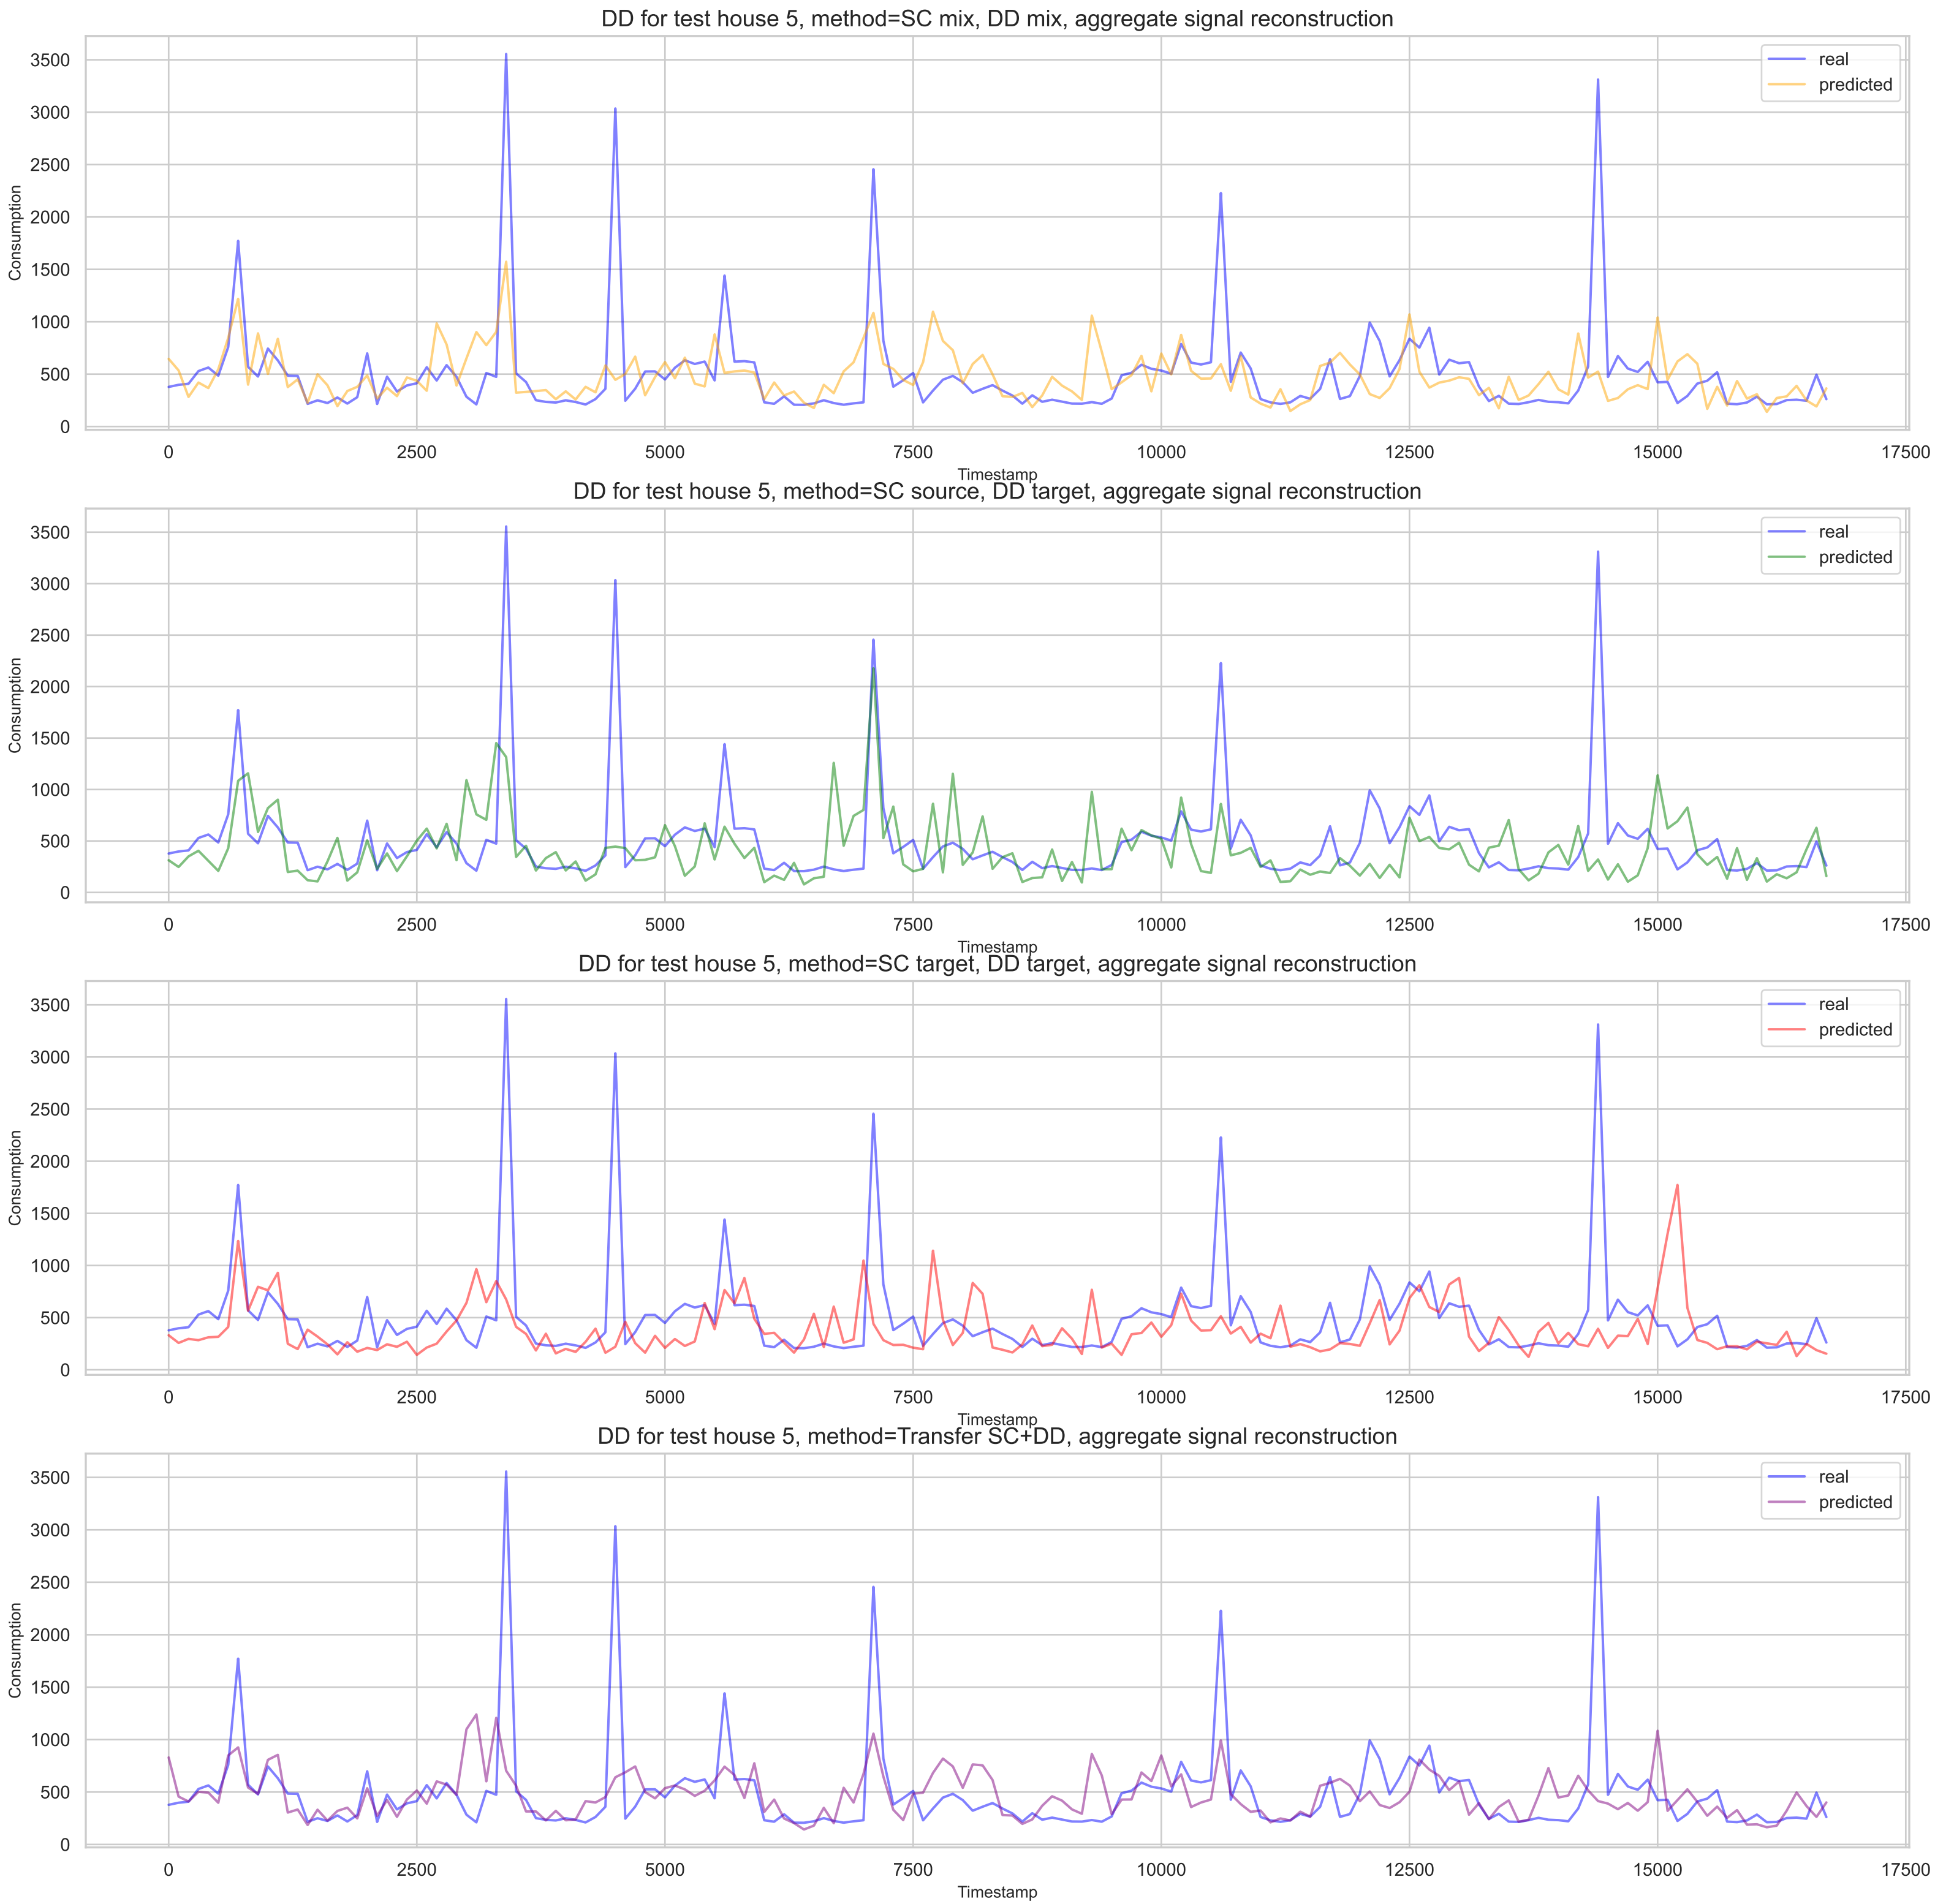 DD for test house 5, method=SC mix, DD mix, aggregate signal reconstruction
real
predicted
Consumption
3500
3000
2500
2000
1500
1000
500
0
0 2500 5000 7500 10000 12500 15000 17500
Timestamp
DD for test house 5, method=SC source, DD target, aggregate signal reconstruction
real
predicted
Consumption
3500
3000
2500
2000
1500
1000
500
0
0 2500 5000 7500 10000 12500 15000 17500
Timestamp
DD for test house 5, method=SC target, DD target, aggregate signal reconstruction
real
predicted
Consumption
3500
3000
2500
2000
1500
1000
500
0
0 2500 5000 7500 10000 12500 15000 17500
Timestamp
DD for test house 5, method=Transfer SC+DD, aggregate signal reconstruction
real
predicted
Consumption
3500
3000
2500
2000
1500
1000
500
0
0 2500 5000 7500 10000 12500 15000 17500
Timestamp